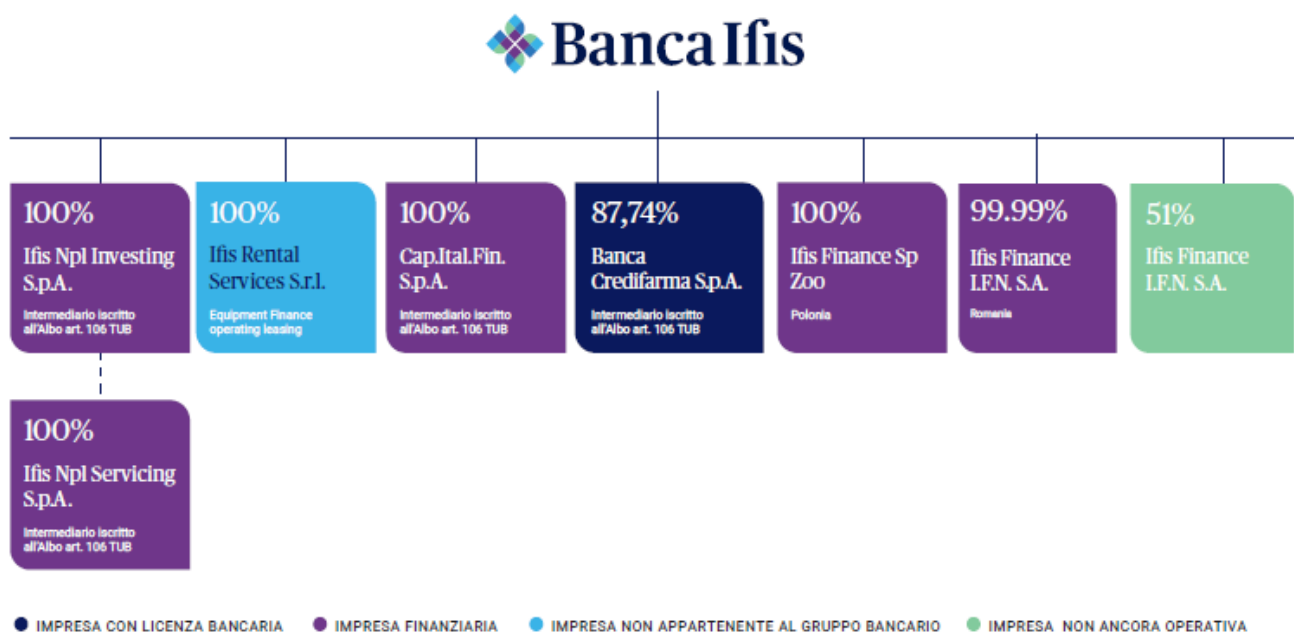 Banca Ifis
100%
Ifis Npl Investing
S.p.A.
Intermediario iscritto
all'Albo art. 106 TUB
100%
Ifis Rental
Services S.r.l.
Equipment Finance
operating leasing
100%
Cap.Ital.Fin.
S.p.A.
Intermediario iscritto
all'Albo art. 106 TUB
87,74%
Banca
Credifarma S.p.A.
Intermediario iscritto
all'Albo art. 106 TUB
100%
Ifis Finance Sp
Zoo
Polonia
99.99%
Ifis Finance
I.F.N. S.A.
Romania
51%
Ifis Finance
I.F.N. S.A.
100%
Ifis Npl Servicing
S.p.A.
Intermediario iscritto
all'Albo art. 106 TUB
IMPRESA CON LICENZA BANCARIA
IMPRESA FINANZIARIA
IMPRESA NON APPARTENENTE AL GRUPPO BANCARIO
IMPRESA NON ANCORA OPERATIVA